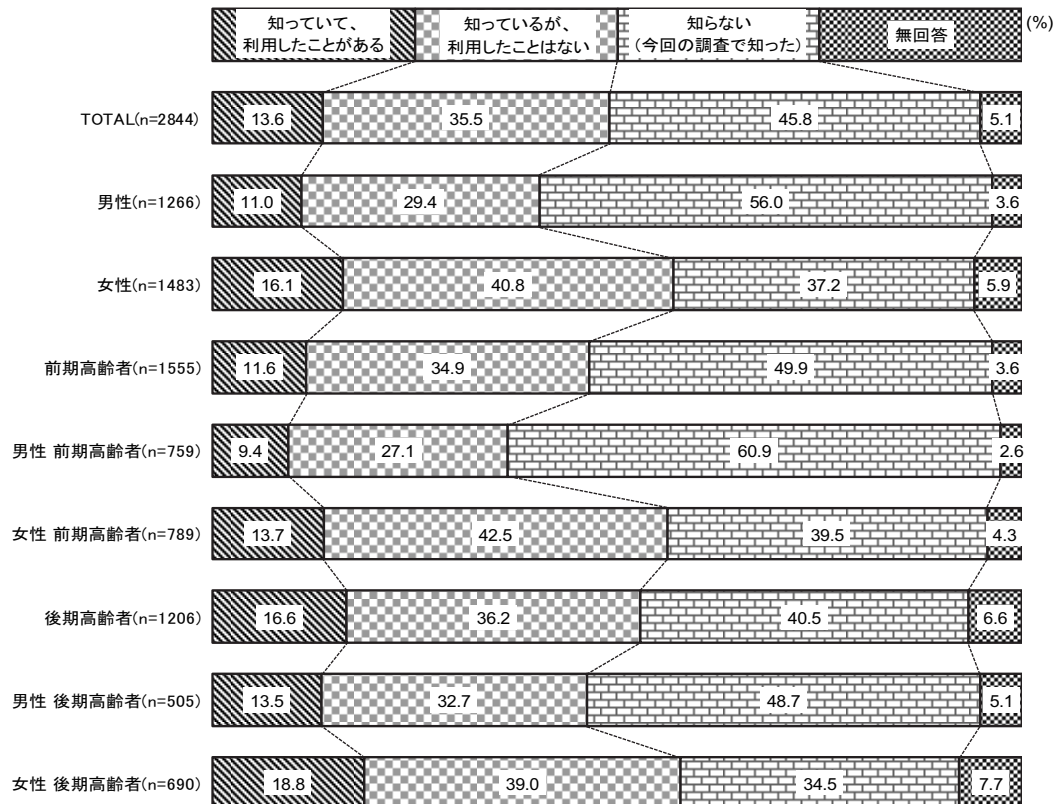 知っていて、
利用したことがある
知っているが、
利用したことはない
知らない
(今回の調査で知った)
無回答
(%)
TOTAL(n=2844) 13.6 35.5 45.8 5.1
男性(n=1266) 11.0 29.4 56.0 3.6
女性(n=1483) 16.1 40.8 37.2 5.9
前期高齢者(n=1555) 11.6 34.9 49.9 3.6
男性 前期高齢者(n=759) 9.4 27.1 60.9 2.6
女性 前期高齢者(n=789) 13.7 42.5 39.5 4.3
後期高齢者(n=1206) 16.6 36.2 40.5 6.6
男性 後期高齢者(n=505) 13.5 32.7 48.7 5.1
女性 後期高齢者(n=690) 18.8 39.0 34.5 7.7